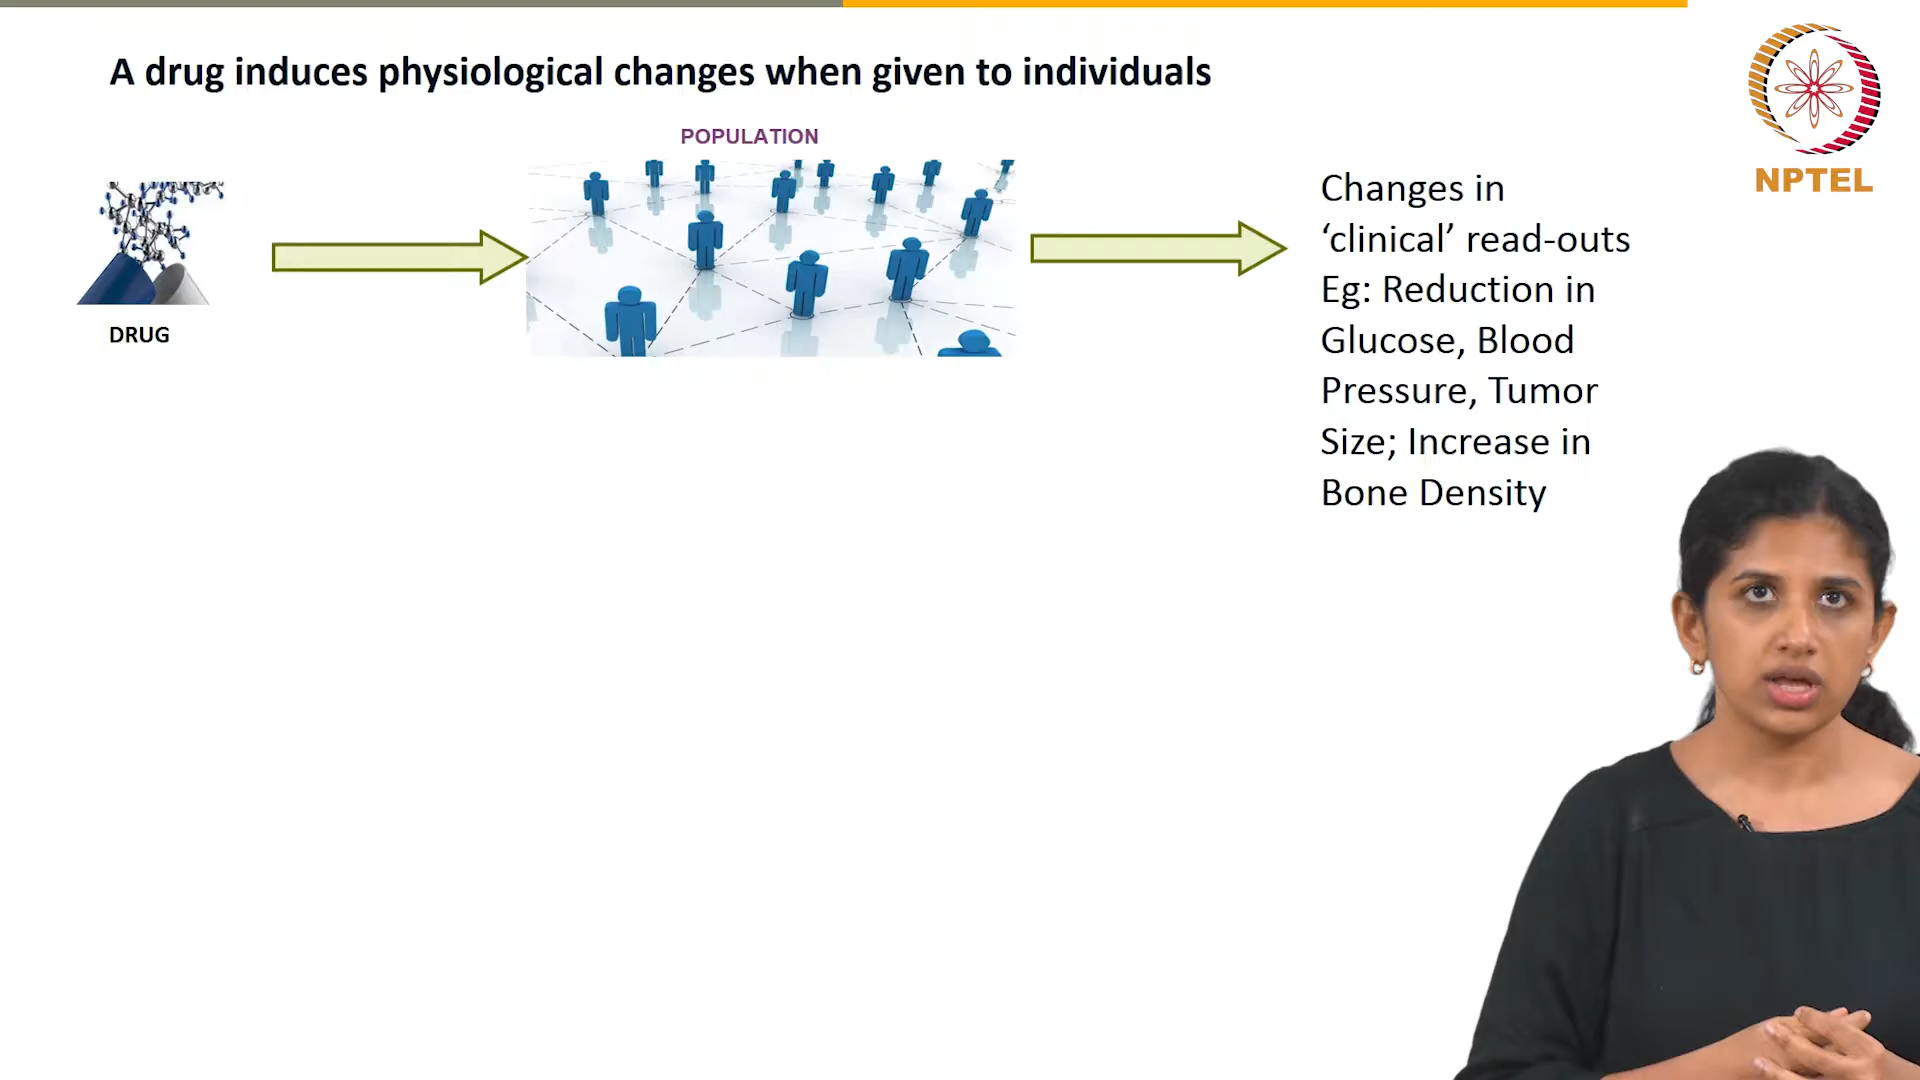 A drug induces physiological changes when given to individuals
POPULATION
DRUG
Changes in
‘clinical’ read-outs
Eg: Reduction in
Glucose, Blood
Pressure, Tumor
Size; Increase in
Bone Density
NPTEL